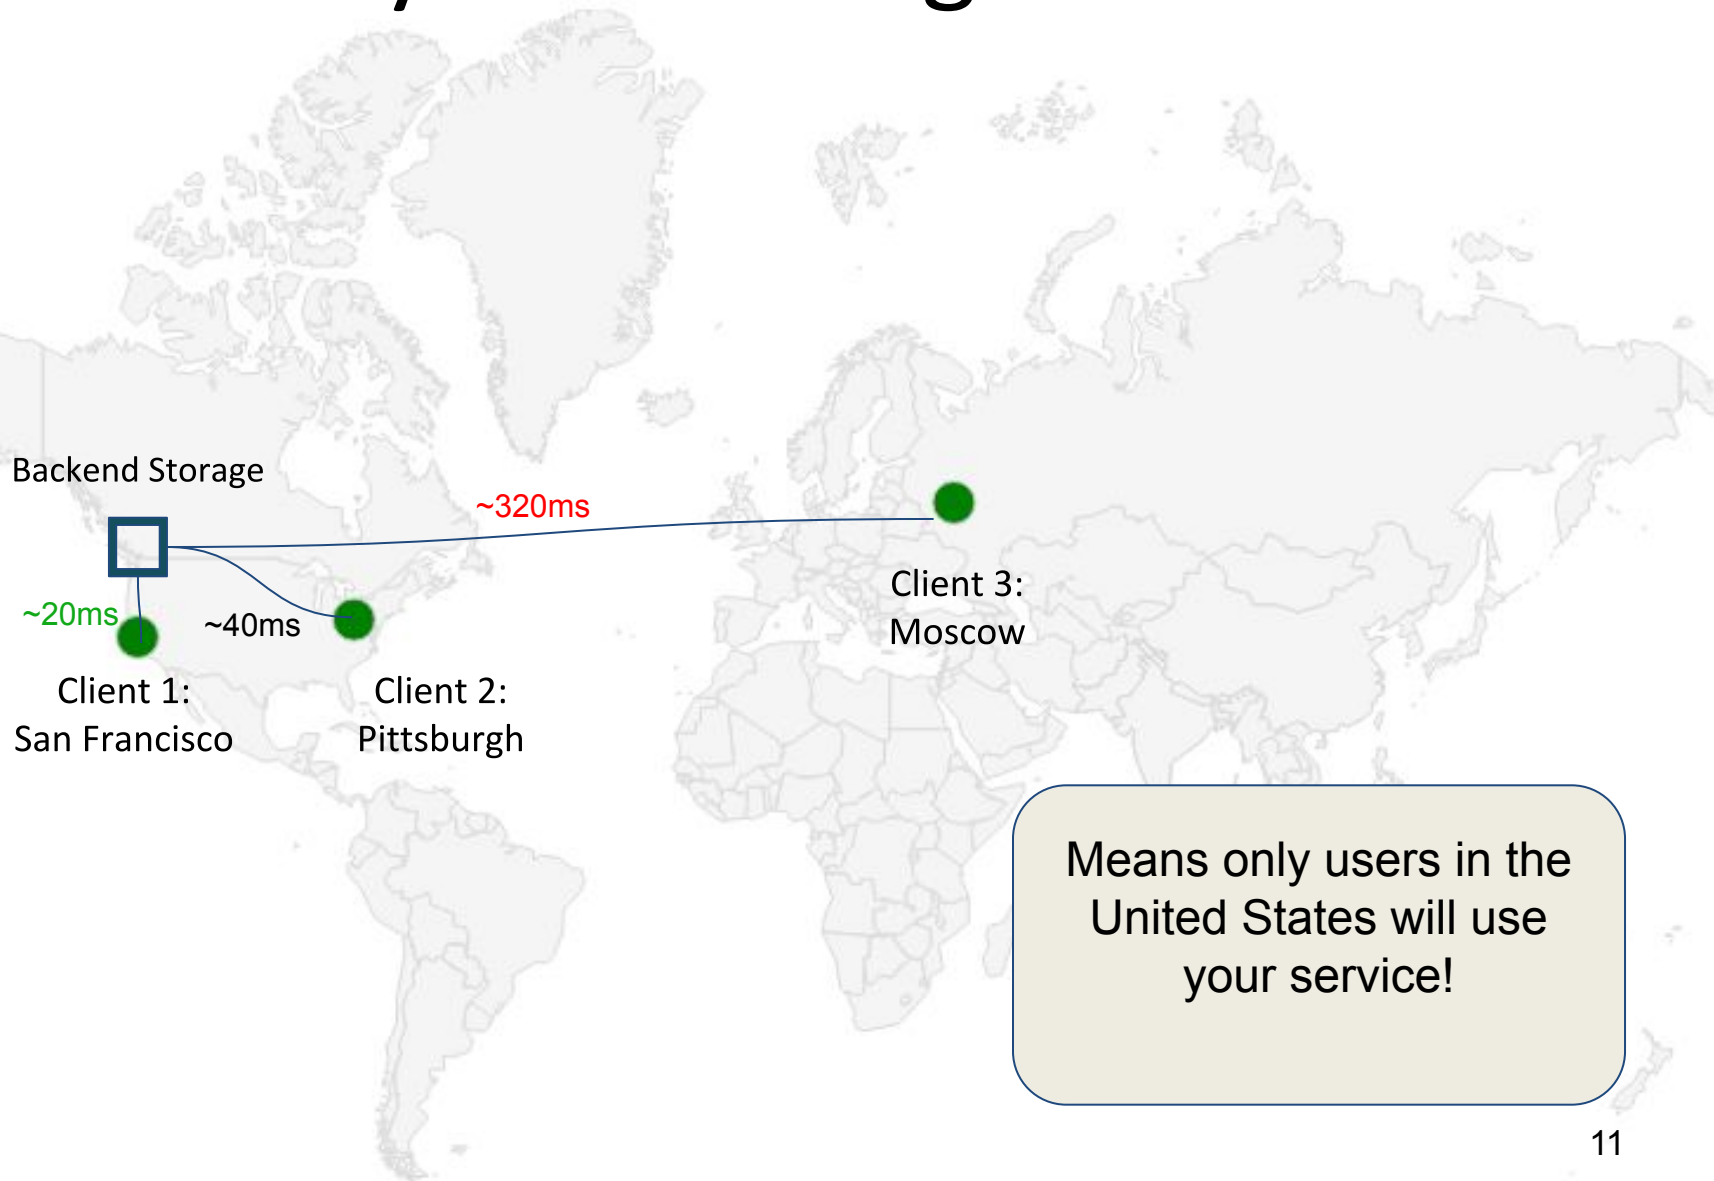 Backend Storage
~320ms
~20ms
~40ms
Client 1:
San Francisco
Client 2:
Pittsburgh
Client 3:
Moscow
Means only users in the
United States will use
your service!
11